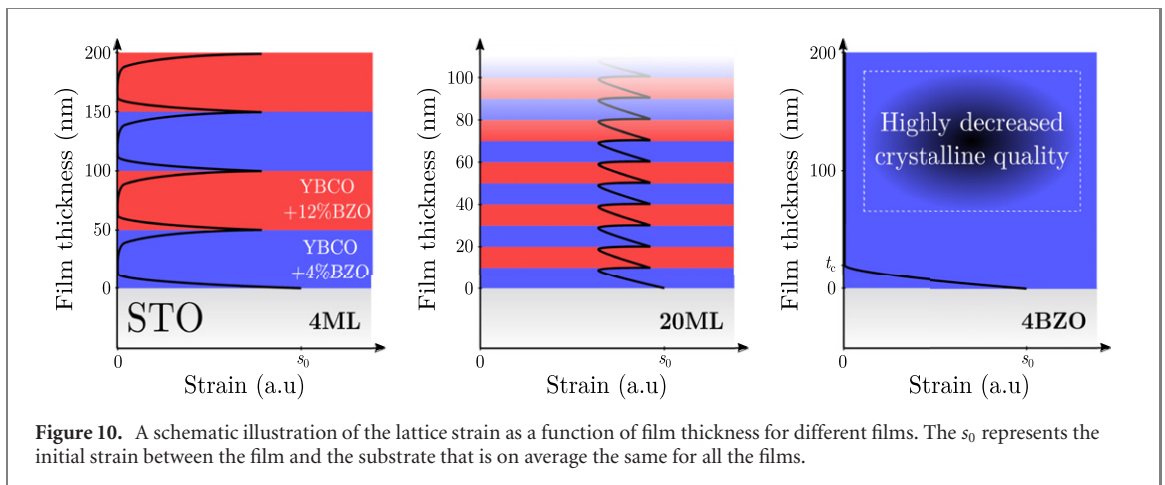 200
150
100
50
0
Film thickness (nm)
YBCO
+12%BZO
YBCO
+4%BZO
STO
4ML
0
s₀
Strain (a.u)
100
80
60
40
20
0
Film thickness (nm)
20ML
0
s₀
Strain (a.u)
200
100
t_c
0
Film thickness (nm)
Highly decreased
crystalline quality
4BZO
0
s₀
Strain (a.u)
Figure 10. A schematic illustration of the lattice strain as a function of film thickness for different films. The s₀ represents the
initial strain between the film and the substrate that is on average the same for all the films.